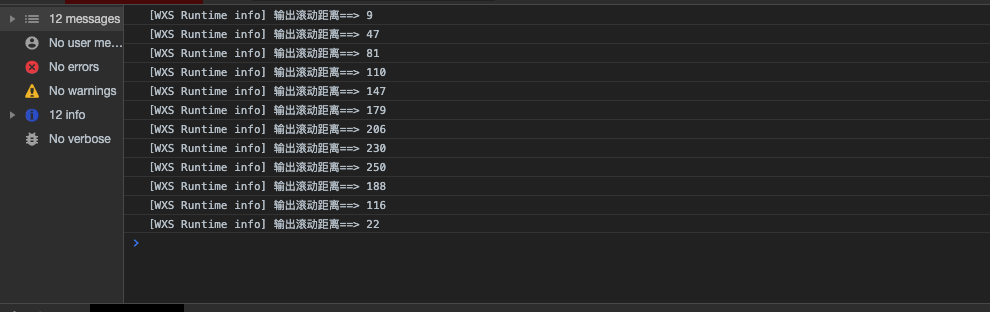 12 messages
No user me...
No errors
No warnings
12 info
No verbose
[WXS Runtime info] 输出滚动距离==> 9
[WXS Runtime info] 输出滚动距离==> 47
[WXS Runtime info] 输出滚动距离==> 81
[WXS Runtime info] 输出滚动距离==> 110
[WXS Runtime info] 输出滚动距离==> 147
[WXS Runtime info] 输出滚动距离==> 179
[WXS Runtime info] 输出滚动距离==> 206
[WXS Runtime info] 输出滚动距离==> 230
[WXS Runtime info] 输出滚动距离==> 250
[WXS Runtime info] 输出滚动距离==> 188
[WXS Runtime info] 输出滚动距离==> 116
[WXS Runtime info] 输出滚动距离==> 22